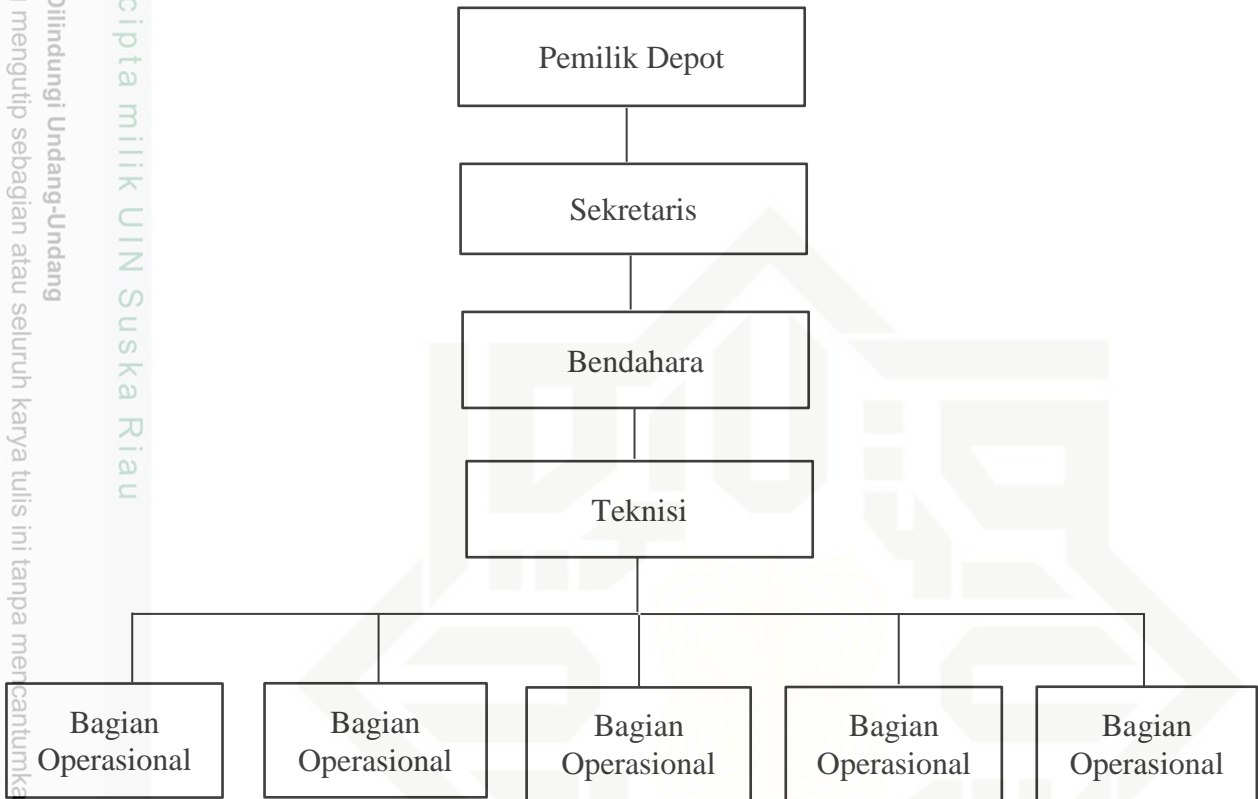 cipta milik UIN Suska Riau
Dilindungi Undang-Undang
mengutip sebagian atau seluruh karya tulis ini tanpa
Pemilik Depot
Sekretaris
Bendahara
Teknisi
Bagian
Operasional
Bagian
Operasional
Bagian
Operasional
Bagian
Operasional
Bagian
Operasional